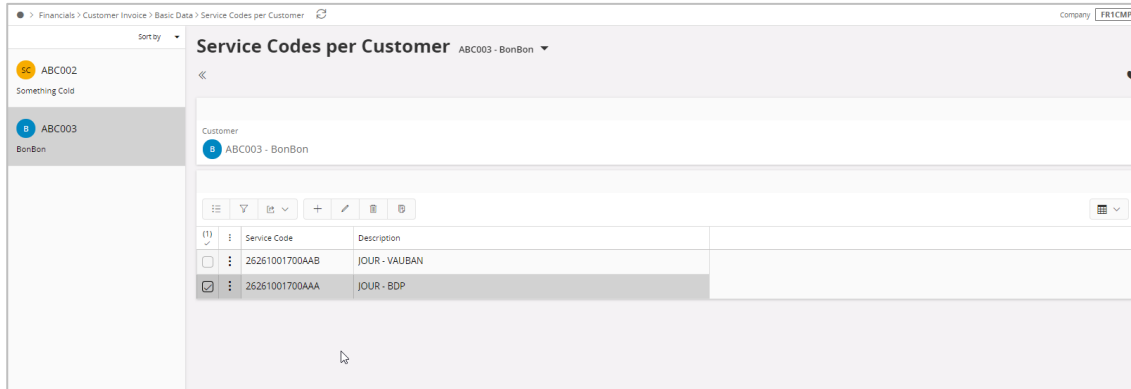 > Financials > Customer Invoice > Basic Data > Service Codes per Customer
Company FR1CMP
Sort by
Service Codes per Customer ABC003 - BonBon
SC ABC002
Something Cold
B ABC003
BonBon
Customer
B ABC003 - BonBon
(1) Service Code Description
26261001700AAB JOUR - VAUBAN
26261001700AAA JOUR - BDP